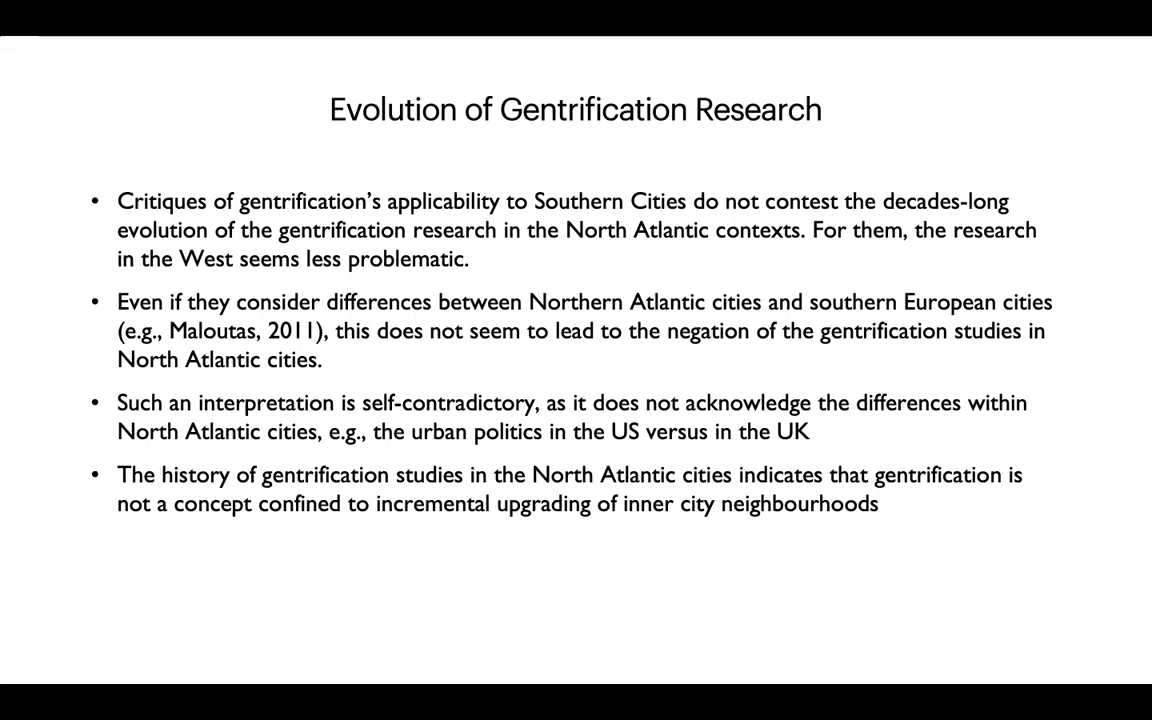 Evolution of Gentrification Research
• Critiques of gentrification’s applicability to Southern Cities do not contest the decades-long
evolution of the gentrification research in the North Atlantic contexts. For them, the research
in the West seems less problematic.
• Even if they consider differences between Northern Atlantic cities and southern European cities
(e.g., Maloutas, 2011), this does not seem to lead to the negation of the gentrification studies in
North Atlantic cities.
• Such an interpretation is self-contradictory, as it does not acknowledge the differences within
North Atlantic cities, e.g., the urban politics in the US versus in the UK
• The history of gentrification studies in the North Atlantic cities indicates that gentrification is
not a concept confined to incremental upgrading of inner city neighbourhoods